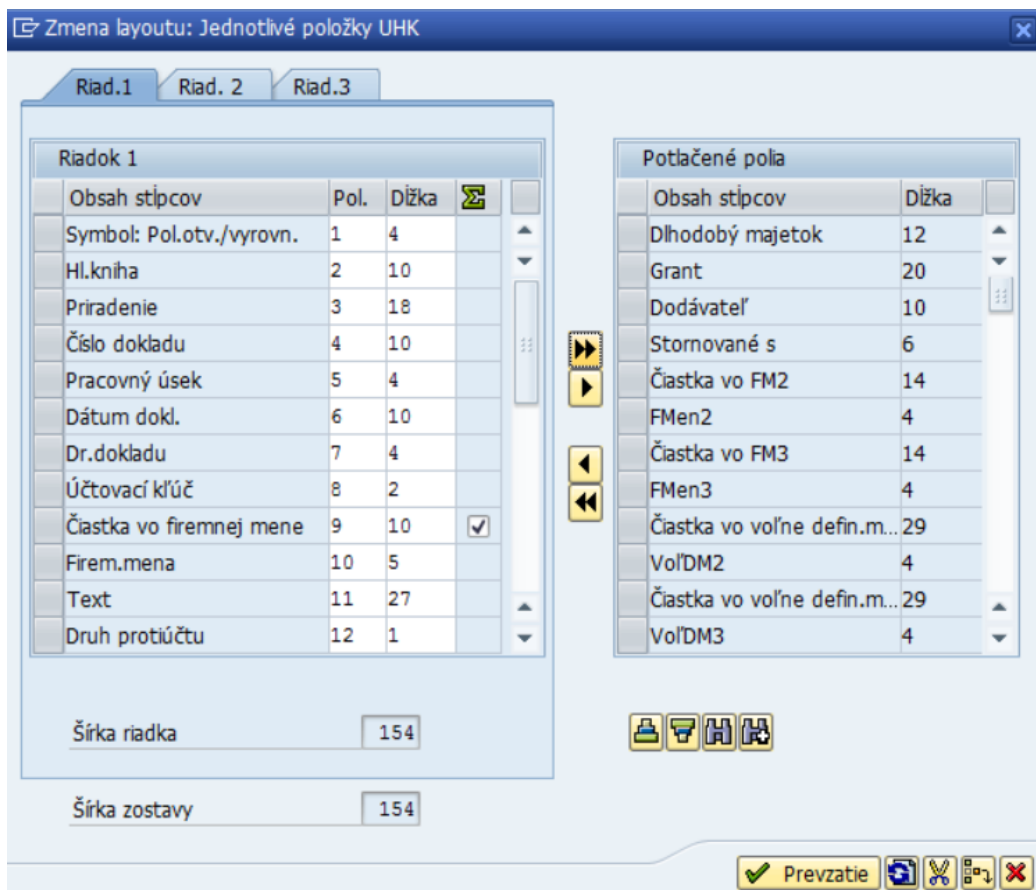 Zmena layoutu: Jednotlivé položky UHK
Riad.1 Riad. 2 Riad.3
Riadok 1
Obsah stĺpcov Pol. Dĺžka
Symbol: Pol.otv./vyrovn. 1 4
Hl.kniha 2 10
Priradenie 3 18
Číslo dokladu 4 10
Pracovný úsek 5 4
Dátum dokl. 6 10
Dr.dokladu 7 4
Účtovací kľúč 8 2
Čiastka vo firemnej mene 9 10
Firem.mena 10 5
Text 11 27
Druh protiúčtu 12 1
Šírka riadka 154
Šírka zostavy 154
Potlačené polia
Obsah stĺpcov Dĺžka
Dlhodobý majetok 12
Grant 20
Dodávateľ 10
Stornované s 6
Čiastka vo FM2 14
FMen2 4
Čiastka vo FM3 14
FMen3 4
Čiastka vo voľne defin.m... 29
VoľDM2 4
Čiastka vo voľne defin.m... 29
VoľDM3 4
Prevzatie